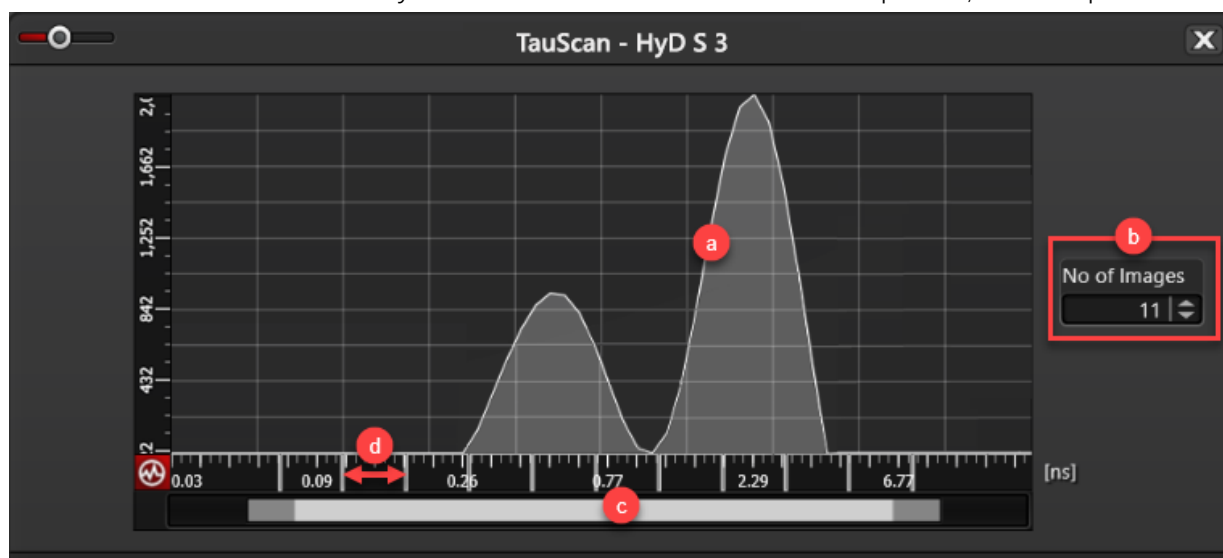 TauScan - HyD S 3
X
b
No of Images
11
1,662
1,252
842
432
a
d
0.03 0.09 0.26 0.77 2.29 6.77 [ns]
c